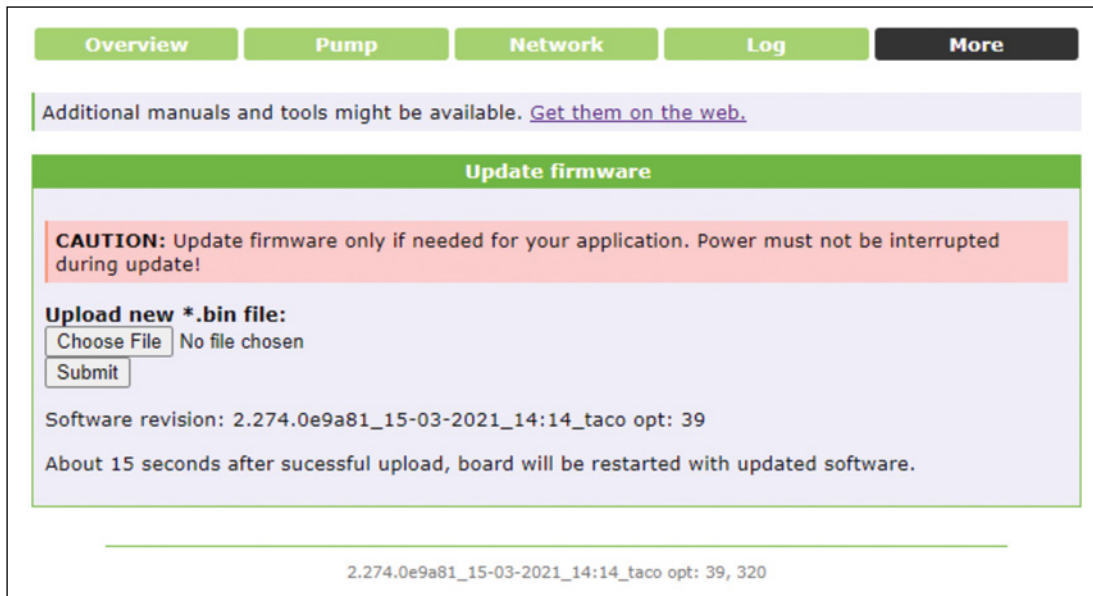 Overview Pump Network Log More
Additional manuals and tools might be available. Get them on the web.
Update firmware
CAUTION: Update firmware only if needed for your application. Power must not be interrupted
during update!
Upload new *.bin file:
Choose File No file chosen
Submit
Software revision: 2.274.0e9a81_15-03-2021_14:14_taco opt: 39
About 15 seconds after sucessful upload, board will be restarted with updated software.
2.274.0e9a81_15-03-2021_14:14_taco opt: 39, 320